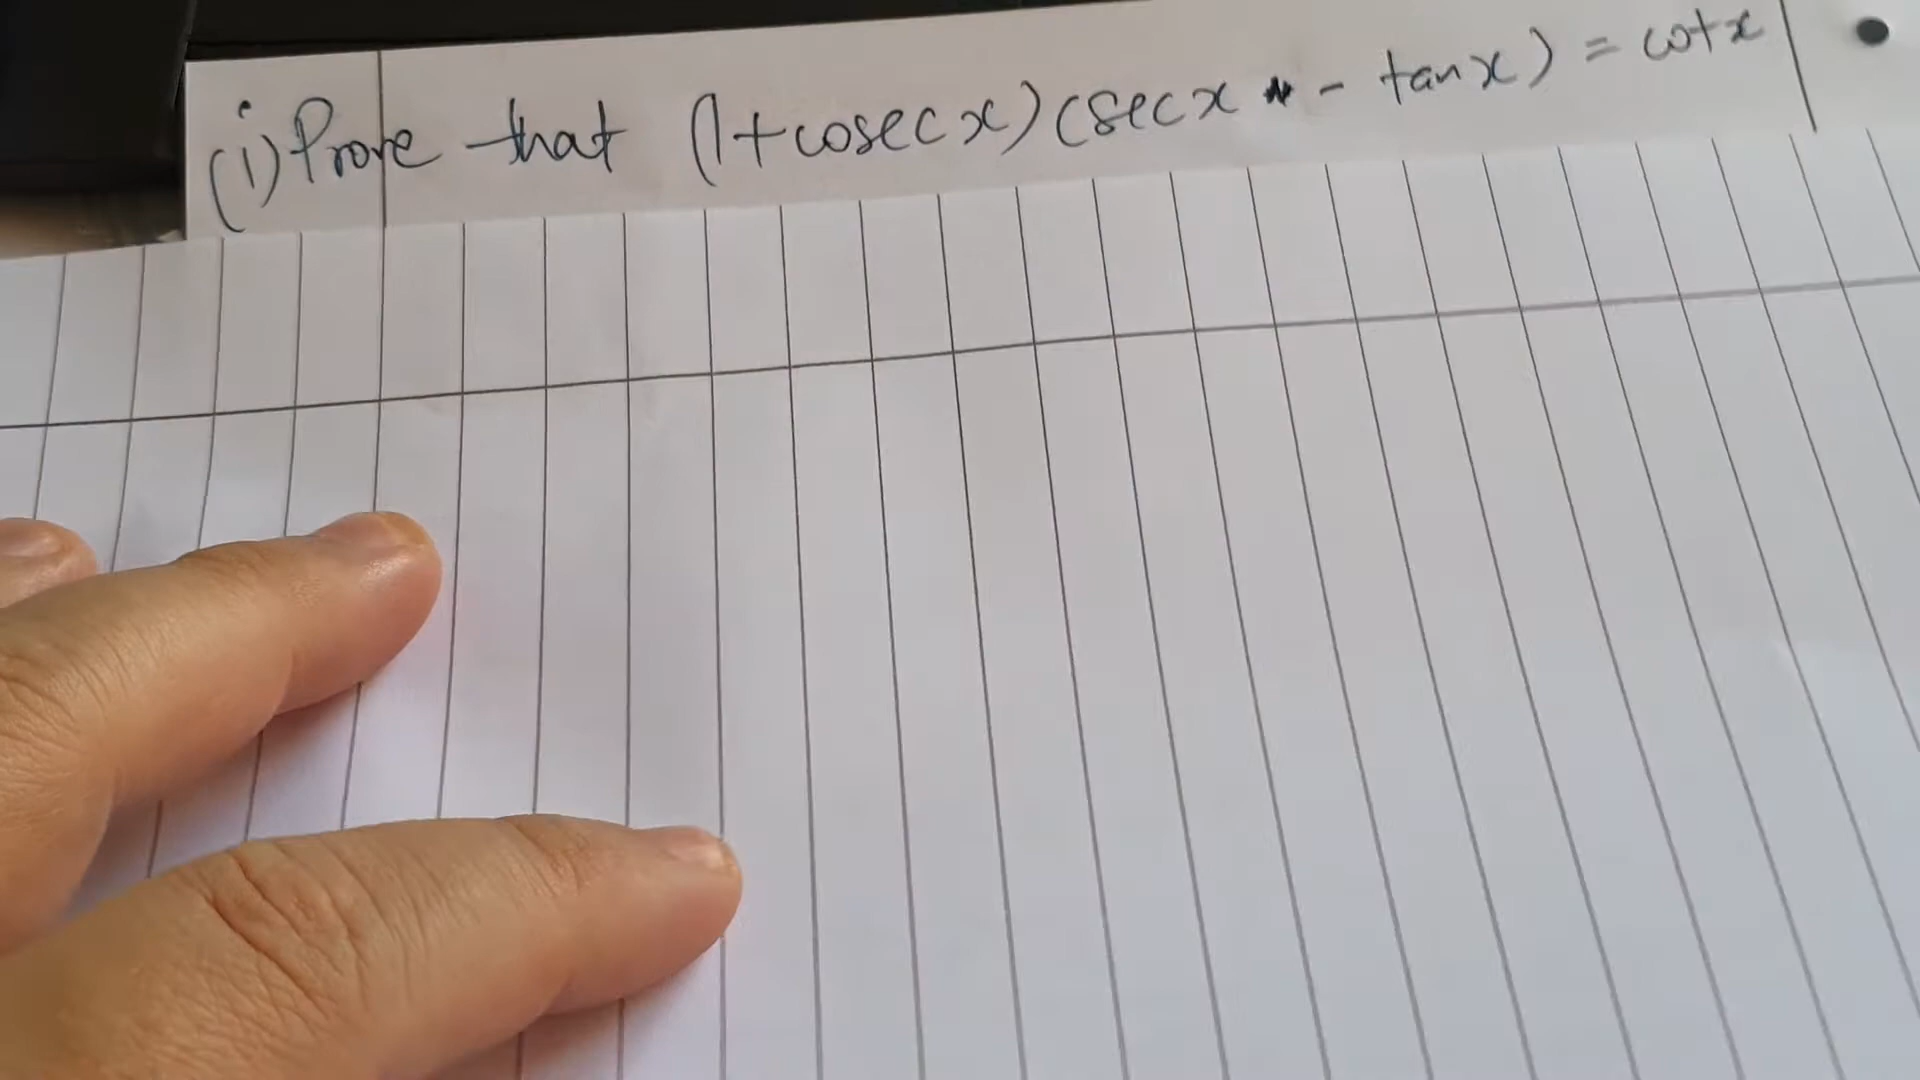 (i) Prove that (1+cosec x)(sec x - tan x) = cot x